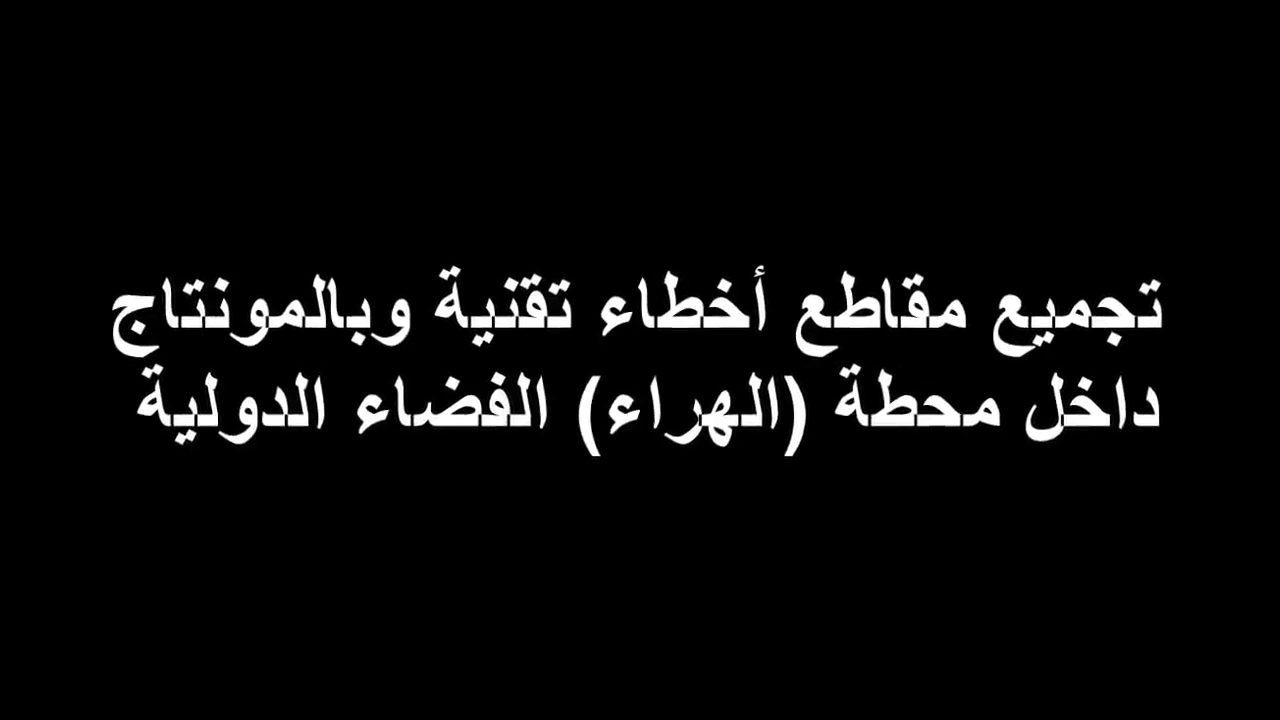 تجميع مقاطع أخطاء تقنية وبالمونتاج
داخل محطة (الهراء) الفضاء الدولية